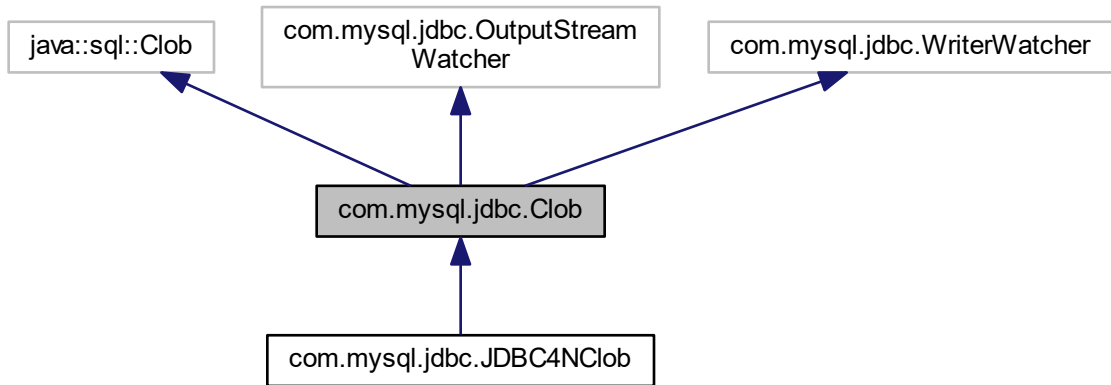 java::sql::Clob
com.mysql.jdbc.OutputStream
Watcher
com.mysql.jdbc.WriterWatcher
com.mysql.jdbc.Clob
com.mysql.jdbc.JDBC4NClob